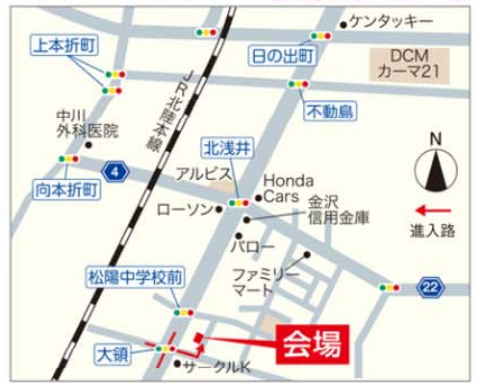 ケンタッキー
上本折町
日の出町
DCM
カーマ21
JR北陸本線
不動島
中川
外科医院
N
北浅井
4
アルビス
Honda
Cars
向本折町
ローソン
金沢
信用金庫
進入路
バロー
ファミリー
マート
松陽中学校前
22
会場
大領
サークルK